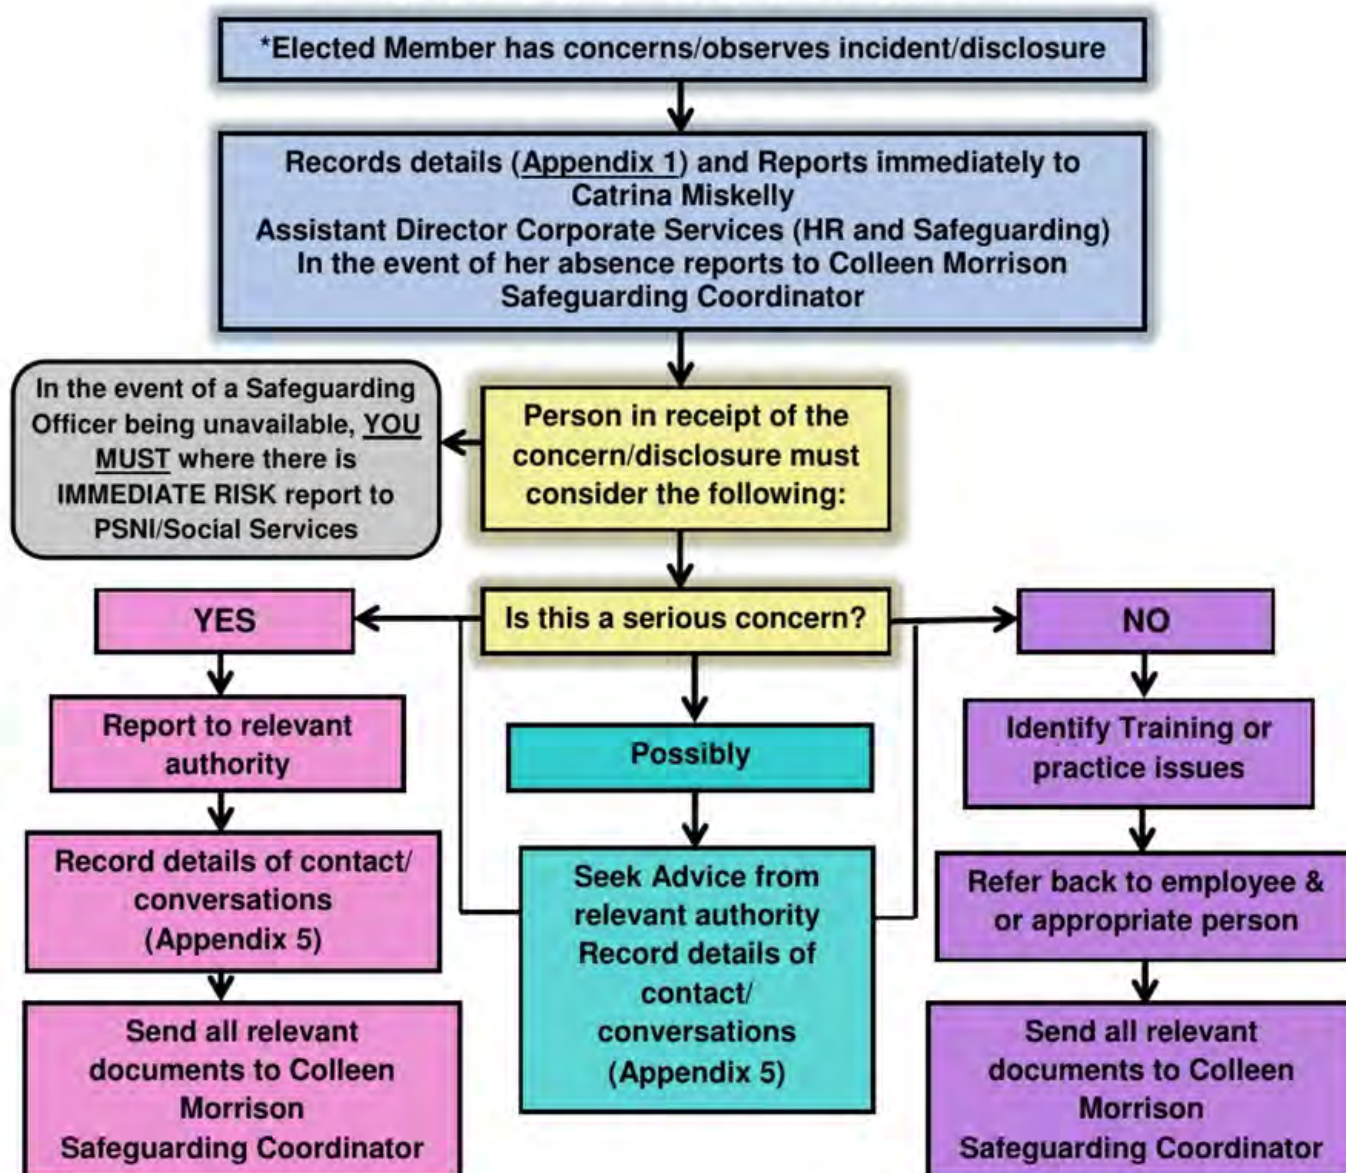 *Elected Member has concerns/observes incident/disclosure
Records details (Appendix 1) and Reports immediately to
Catrina Miskelly
Assistant Director Corporate Services (HR and Safeguarding)
In the event of her absence reports to Colleen Morrison
Safeguarding Coordinator
In the event of a Safeguarding
Officer being unavailable, YOU
MUST where there is
IMMEDIATE RISK report to
PSNI/Social Services
Person in receipt of the
concern/disclosure must
consider the following:
YES
Is this a serious concern?
NO
Report to relevant
authority
Possibly
Identify Training or
practice issues
Record details of contact/
conversations
(Appendix 5)
Seek Advice from
relevant authority
Record details of
contact/
conversations
(Appendix 5)
Refer back to employee &
or appropriate person
Send all relevant
documents to Colleen
Morrison
Safeguarding Coordinator
Send all relevant
documents to Colleen
Morrison
Safeguarding Coordinator